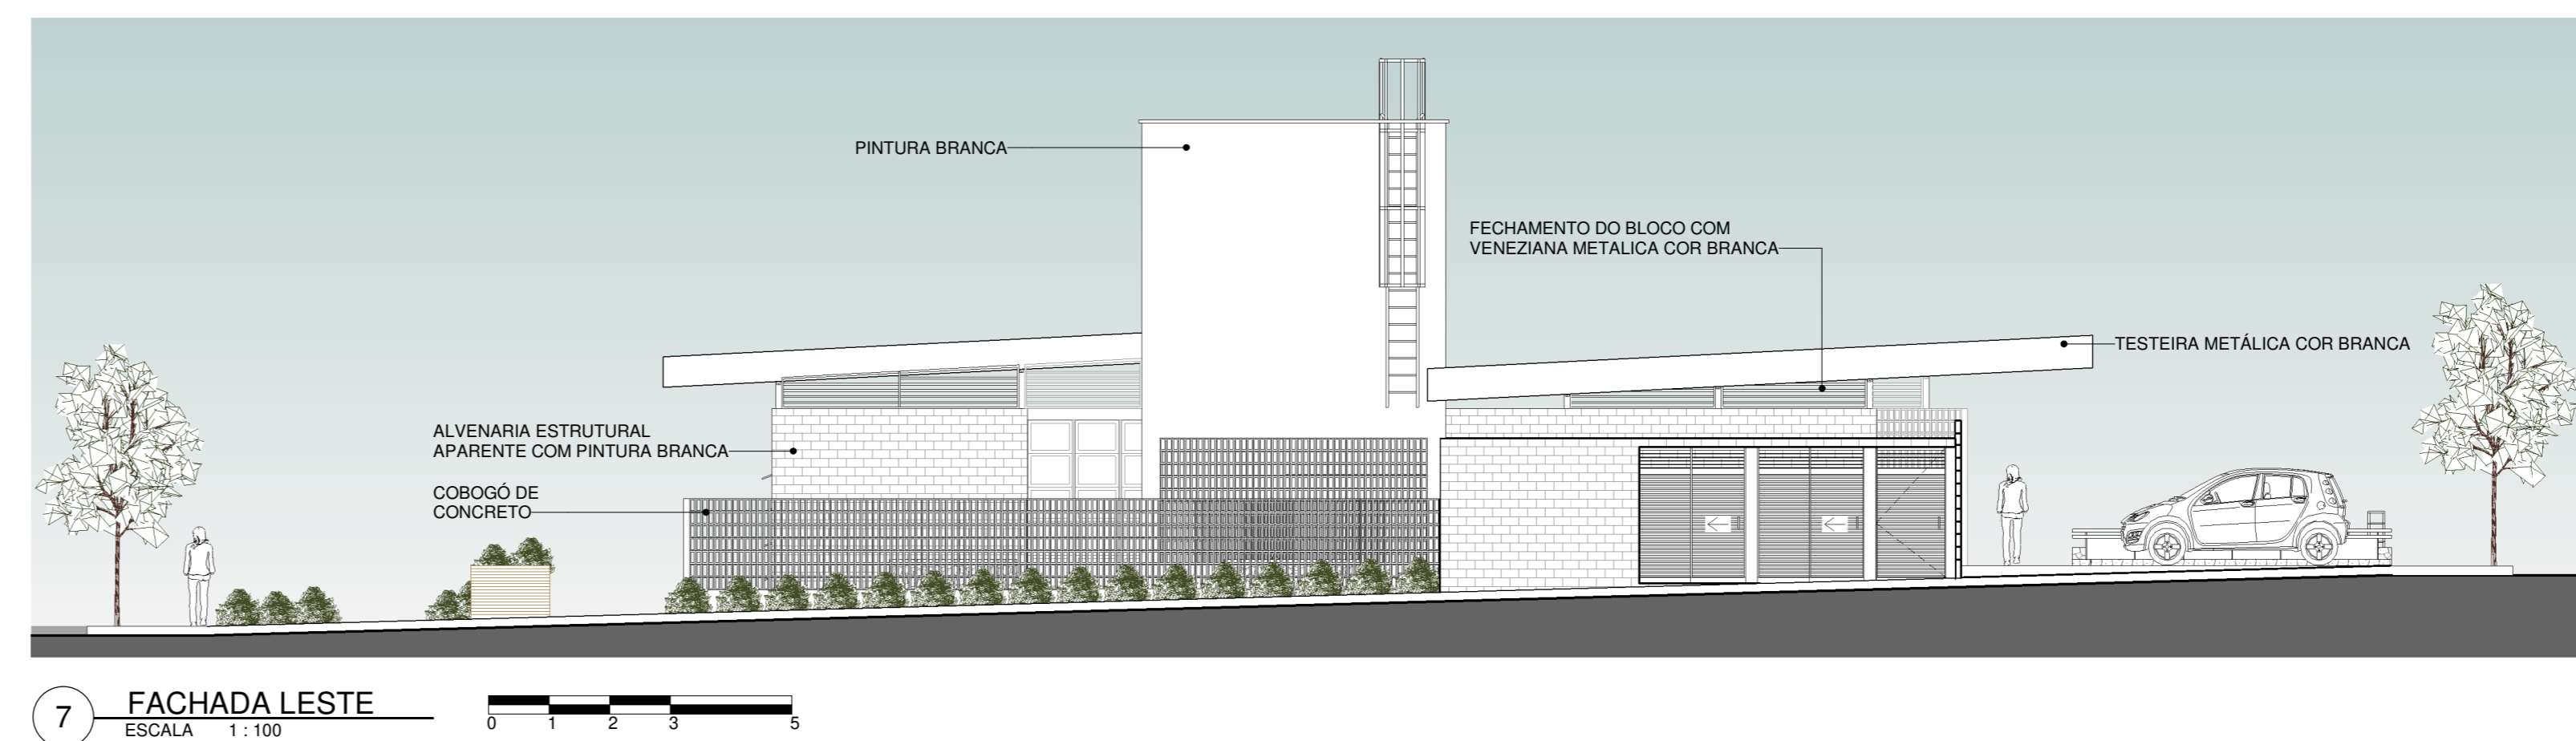 PINTURA BRANCA
FECHAMENTO DO BLOCO COM
VENEZIANA METALICA COR BRANCA
TESTEIRA METÁLICA COR BRANCA
ALVENARIA ESTRUTURAL
APARENTE COM PINTURA BRANCA
COBOGÓ DE
CONCRETO
7 FACHADA LESTE
ESCALA 1 : 100
0 1 2 3 5